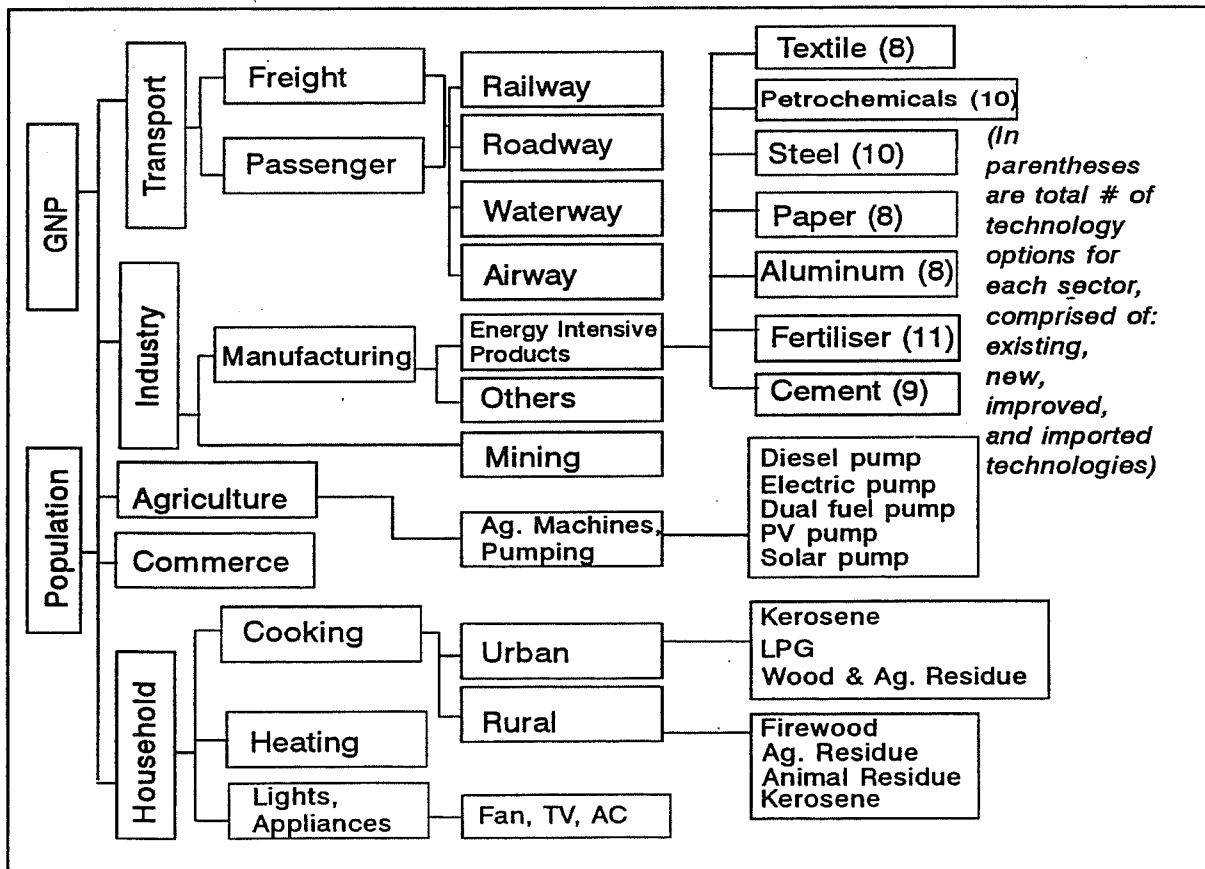 GNP
Population
Transport
Industry
Agriculture
Commerce
Household
Freight
Passenger
Manufacturing
Cooking
Heating
Lights,
Appliances
Railway
Roadway
Waterway
Airway
Energy Intensive
Products
Others
Mining
Ag. Machines,
Pumping
Urban
Rural
Fan, TV, AC
Textile (8)
Petrochemicals (10)
Steel (10)
Paper (8)
Aluminum (8)
Fertiliser (11)
Cement (9)
(In
parentheses
are total # of
technology
options for
each sector,
comprised of:
existing,
new,
improved,
and imported
technologies)
Diesel pump
Electric pump
Dual fuel pump
PV pump
Solar pump
Kerosene
LPG
Wood & Ag. Residue
Firewood
Ag. Residue
Animal Residue
Kerosene